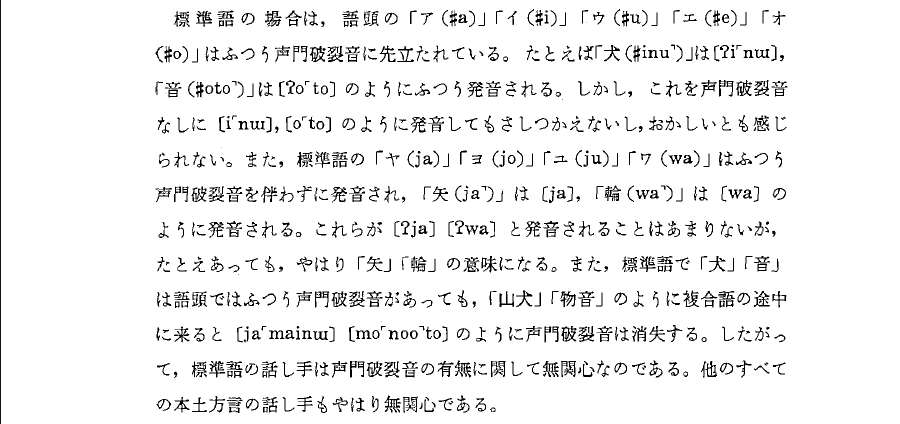 標準語の場合は，語頭の「ア(♯a)」「イ(♯i)」「ウ(♯u)」「エ(♯e)」「オ
(♯o)」はふつう声門破裂音に先立たれている。たとえば「犬(♯inu˺)」は〔ʔi˹nɯ〕，
「音(♯oto˺)」は〔ʔo˹to〕のようにふつう発音される。しかし，これを声門破裂音
なしに〔i˹nɯ〕，〔o˹to〕のように発音してもさしつかえないし，おかしいとも感じ
られない。また，標準語の「ヤ(ja)」「ヨ(jo)」「ユ(ju)」「ワ(wa)」はふつう
声門破裂音を伴わずに発音され，「矢(ja˺)」は〔ja〕，「輪(wa˺)」は〔wa〕の
ように発音される。これらが〔ʔja〕〔ʔwa〕と発音されることはあまりないが，
たとえあっても，やはり「矢」「輪」の意味になる。また，標準語で「犬」「音」
は語頭ではふつう声門破裂音があっても，「山犬」「物音」のように複合語の途中
に来ると〔ja˹mainɯ〕〔mo˹noo˺to〕のように声門破裂音は消失する。したがっ
て，標準語の話し手は声門破裂音の有無に関して無関心なのである。他のすべて
の本土方言の話し手もやはり無関心である。